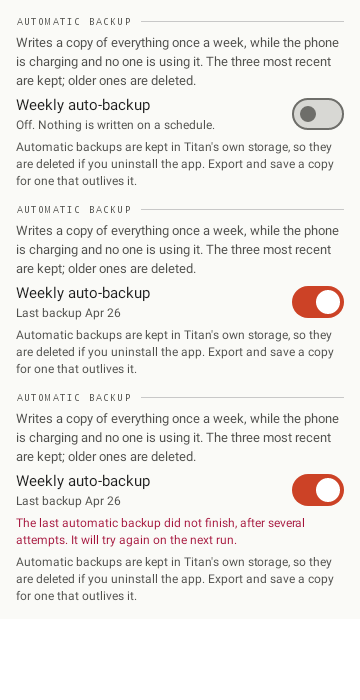 AUTOMATIC BACKUP
Writes a copy of everything once a week, while the phone
is charging and no one is using it. The three most recent
are kept; older ones are deleted.
Weekly auto-backup
Off. Nothing is written on a schedule.
Automatic backups are kept in Titan's own storage, so they
are deleted if you uninstall the app. Export and save a copy
for one that outlives it.
AUTOMATIC BACKUP
Writes a copy of everything once a week, while the phone
is charging and no one is using it. The three most recent
are kept; older ones are deleted.
Weekly auto-backup
Last backup Apr 26
Automatic backups are kept in Titan's own storage, so they
are deleted if you uninstall the app. Export and save a copy
for one that outlives it.
AUTOMATIC BACKUP
Writes a copy of everything once a week, while the phone
is charging and no one is using it. The three most recent
are kept; older ones are deleted.
Weekly auto-backup
Last backup Apr 26
The last automatic backup did not finish, after several
attempts. It will try again on the next run.
Automatic backups are kept in Titan's own storage, so they
are deleted if you uninstall the app. Export and save a copy
for one that outlives it.